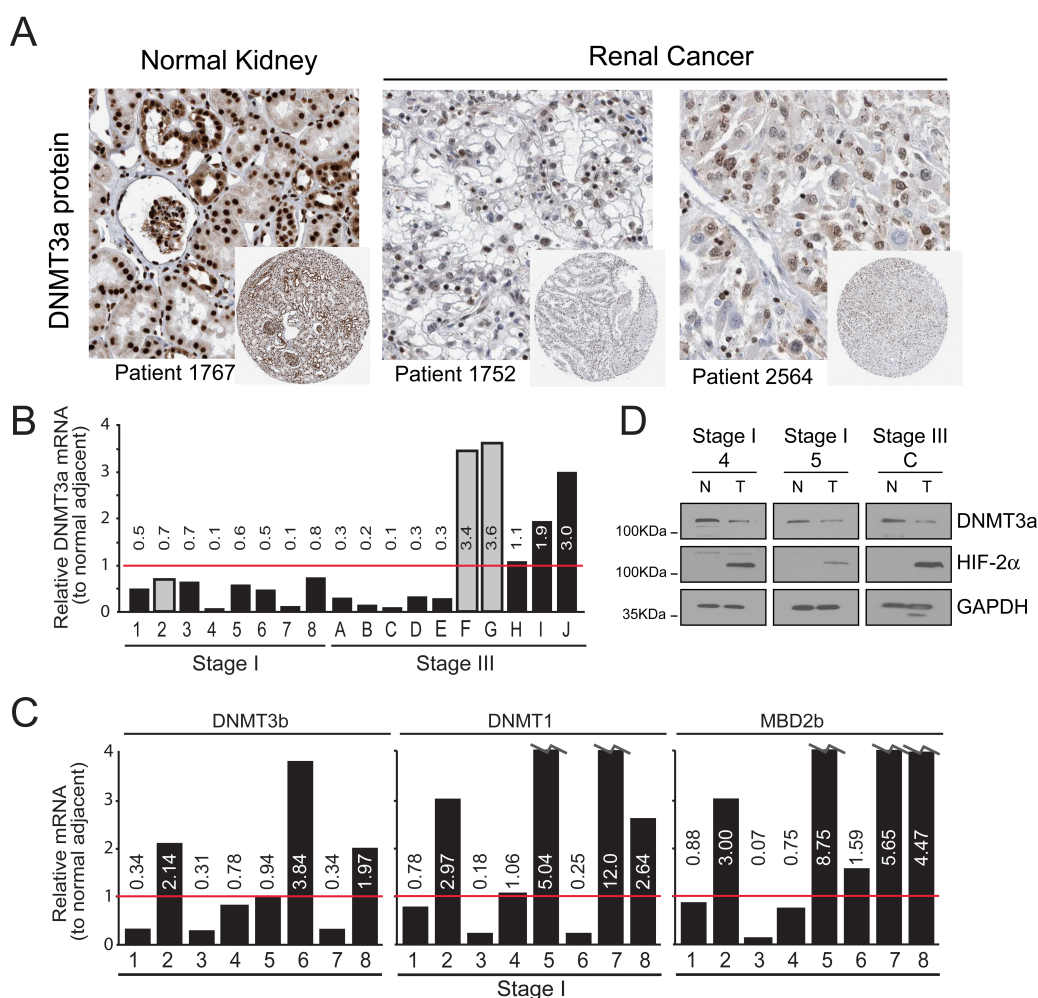 A
Normal Kidney
Renal Cancer
DNMT3a protein
Patient 1767
Patient 1752
Patient 2564
B
Relative DNMT3a mRNA
(to normal adjacent)
4
3
2
1
0
0.5 0.7 0.7 0.1 0.6 0.5 0.1 0.8 0.3 0.2 0.1 0.3 0.3 3.4 3.6 1.1 1.9 3.0
1 2 3 4 5 6 7 8 A B C D E F G H I J
Stage I
Stage III
D
Stage I Stage I Stage III
4 5 C
N T N T N T
100KDa
DNMT3a
100KDa
HIF-2α
35KDa
GAPDH
C
DNMT3b
DNMT1
MBD2b
Relative mRNA
(to normal adjacent)
4
3
2
1
0
0.34 2.14 0.31 0.78 0.94 3.84 0.34 1.97
0.78 2.97 0.18 1.06 5.04 0.25 12.0 2.64
0.88 3.00 0.07 0.75 8.75 1.59 5.65 4.47
1 2 3 4 5 6 7 8
1 2 3 4 5 6 7 8
1 2 3 4 5 6 7 8
Stage I